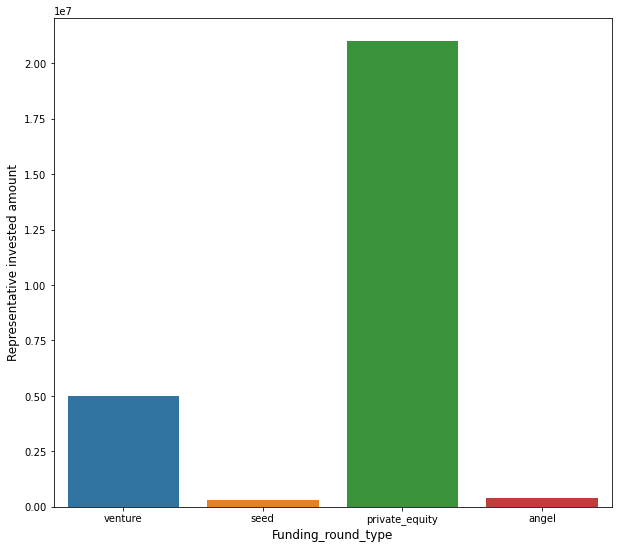 1e7
2.00
1.75
1.50
1.25
1.00
0.75
0.50
0.25
0.00
Representative invested amount
venture seed private_equity angel
Funding_round_type